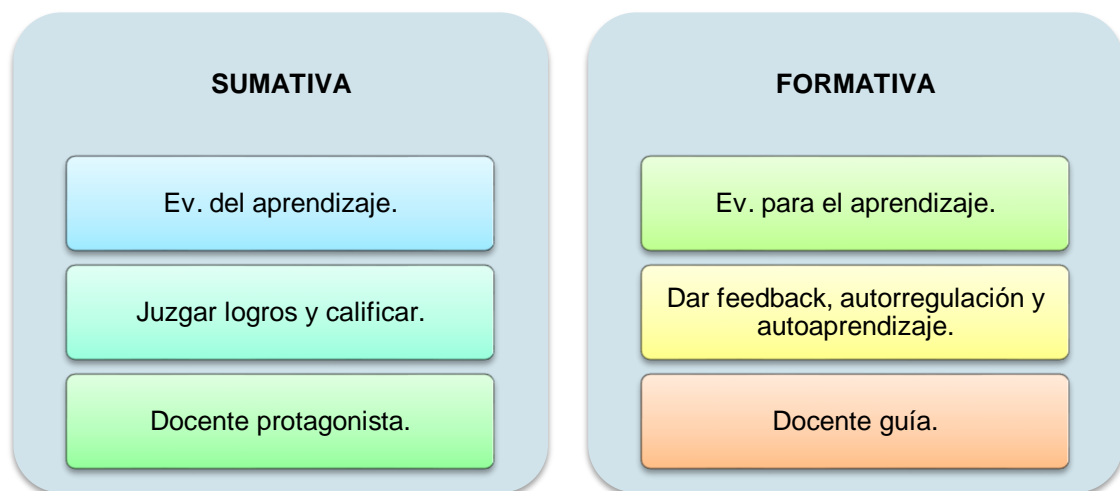 SUMATIVA
Ev. del aprendizaje.
Juzgar logros y calificar.
Docente protagonista.
FORMATIVA
Ev. para el aprendizaje.
Dar feedback, autorregulación y
autoaprendizaje.
Docente guía.